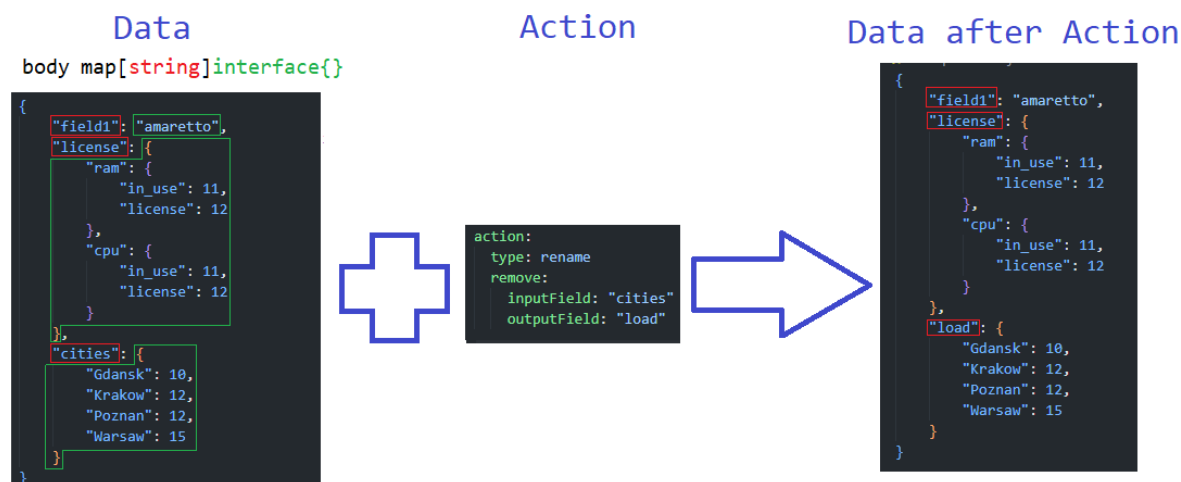 Data
body map[string]interface{}
{
"field1": "amaretto",
"license": {
"ram": {
"in_use": 11,
"license": 12
},
"cpu": {
"in_use": 11,
"license": 12
}
},
"cities": {
"Gdansk": 10,
"Krakow": 12,
"Poznan": 12,
"Warsaw": 15
}
}
Action
action:
type: rename
remove:
inputField: "cities"
outputField: "load"
Data after Action
{
"field1": "amaretto",
"license": {
"ram": {
"in_use": 11,
"license": 12
},
"cpu": {
"in_use": 11,
"license": 12
}
},
"load": {
"Gdansk": 10,
"Krakow": 12,
"Poznan": 12,
"Warsaw": 15
}
}